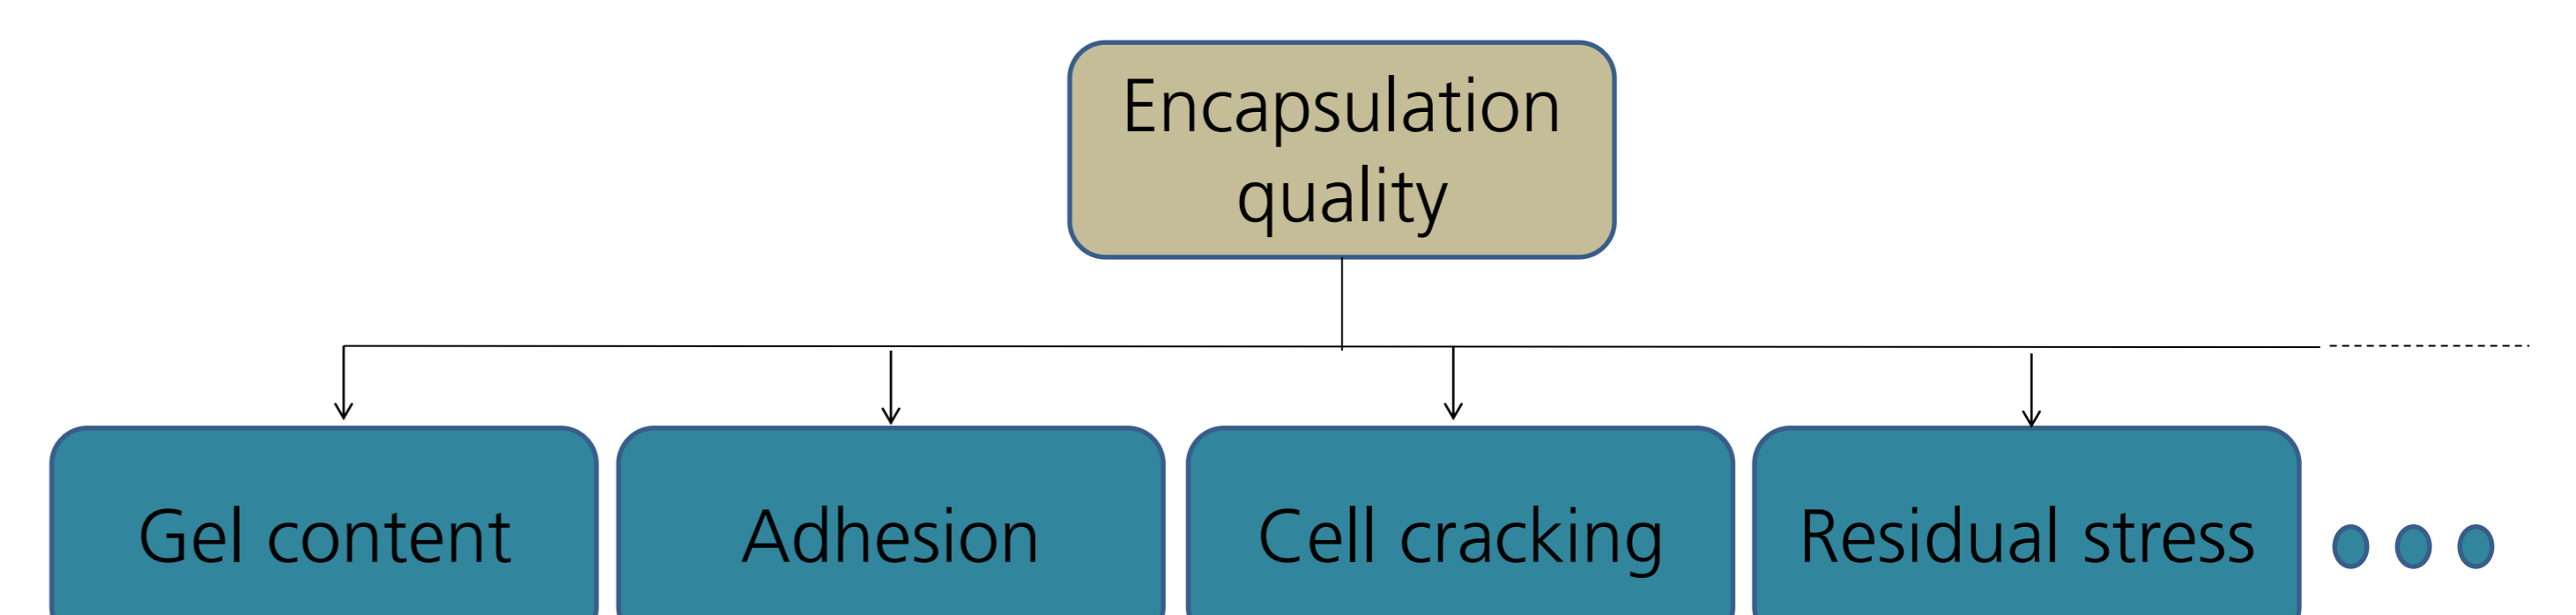 Encapsulation
quality
Gel content
Adhesion
Cell cracking
Residual stress